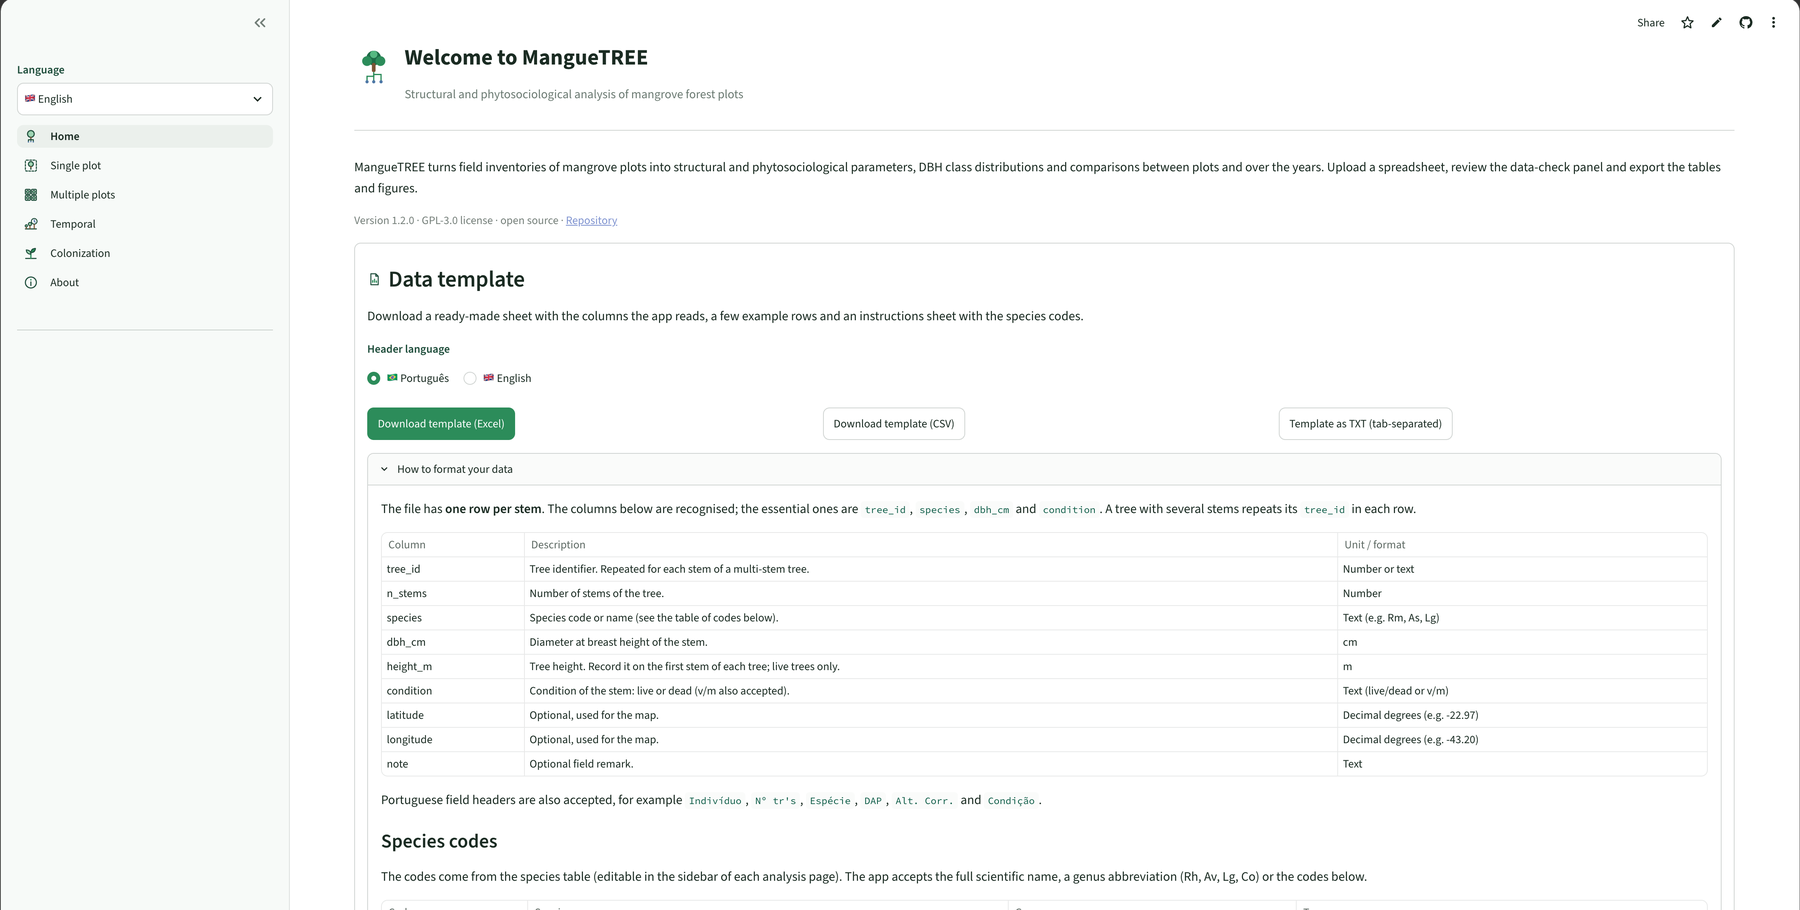 Share
Language
English
Home
Single plot
Multiple plots
Temporal
Colonization
About
Welcome to MangueTREE
Structural and phytosociological analysis of mangrove forest plots
MangueTREE turns field inventories of mangrove plots into structural and phytosociological parameters, DBH class distributions and comparisons between plots and over the years. Upload a spreadsheet, review the data-check panel and export the tables
and figures.
Version 1.2.0 · GPL-3.0 license · open source · Repository
Data template
Download a ready-made sheet with the columns the app reads, a few example rows and an instructions sheet with the species codes.
Header language
Português English
Download template (Excel) Download template (CSV) Template as TXT (tab-separated)
How to format your data
The file has one row per stem. The columns below are recognised; the essential ones are tree_id , species , dbh_cm and condition . A tree with several stems repeats its tree_id in each row.
Column Description Unit / format
tree_id Tree identifier. Repeated for each stem of a multi-stem tree. Number or text
n_stems Number of stems of the tree. Number
species Species code or name (see the table of codes below). Text (e.g. Rm, As, Lg)
dbh_cm Diameter at breast height of the stem. cm
height_m Tree height. Record it on the first stem of each tree; live trees only. m
condition Condition of the stem: live or dead (v/m also accepted). Text (live/dead or v/m)
latitude Optional, used for the map. Decimal degrees (e.g. -22.97)
longitude Optional, used for the map. Decimal degrees (e.g. -43.20)
note Optional field remark. Text
Portuguese field headers are also accepted, for example Indivíduo , Nº tr's , Espécie , DAP , Alt. Corr. and Condição .
Species codes
The codes come from the species table (editable in the sidebar of each analysis page). The app accepts the full scientific name, a genus abbreviation (Rh, Av, Lg, Co) or the codes below.